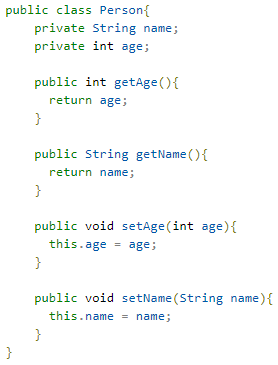 public class Person{
    private String name;
    private int age;

    public int getAge(){
      return age;
    }

    public String getName(){
      return name;
    }

    public void setAge(int age){
      this.age = age;
    }

    public void setName(String name){
      this.name = name;
    }
}